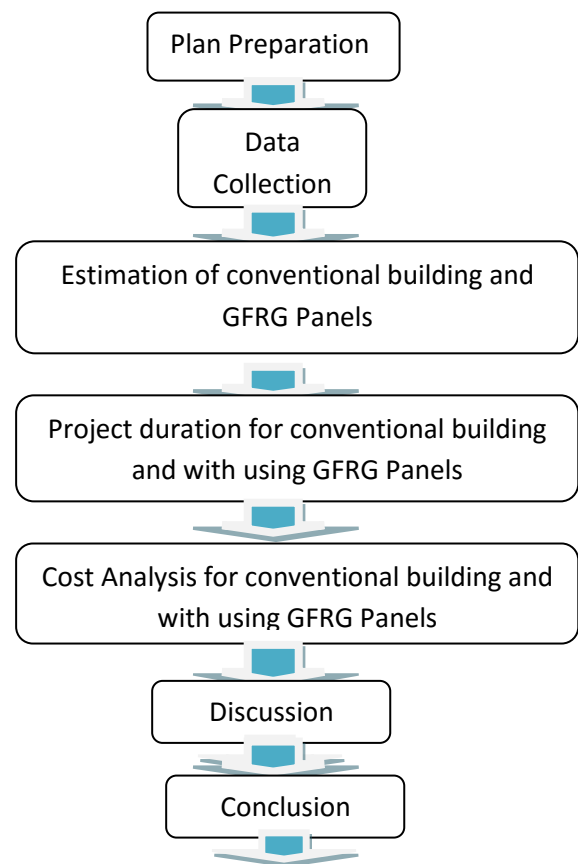 Plan Preparation
Data
Collection
Estimation of conventional building and
GFRG Panels
Project duration for conventional building
and with using GFRG Panels
Cost Analysis for conventional building and
with using GFRG Panels
Discussion
Conclusion